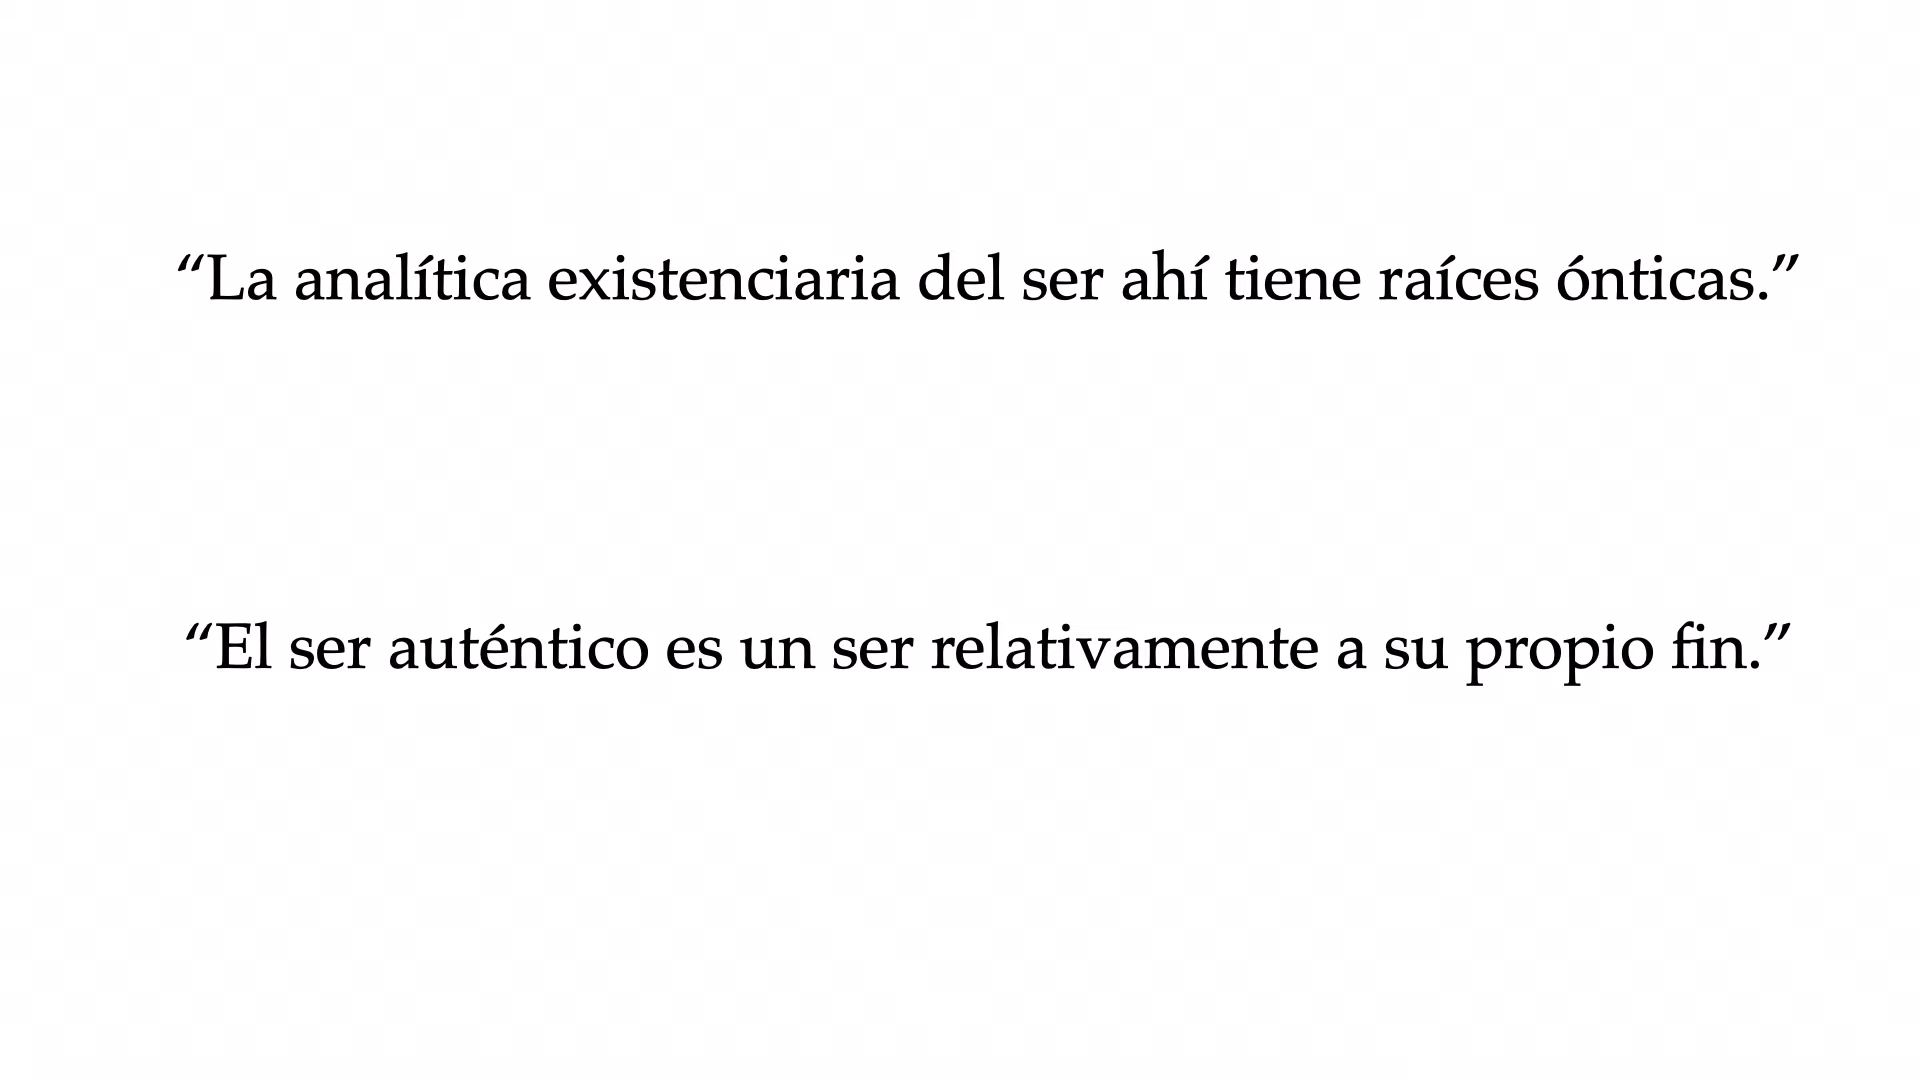 “La analítica existenciaria del ser ahí tiene raíces ónticas.”
“El ser auténtico es un ser relativamente a su propio fin.”